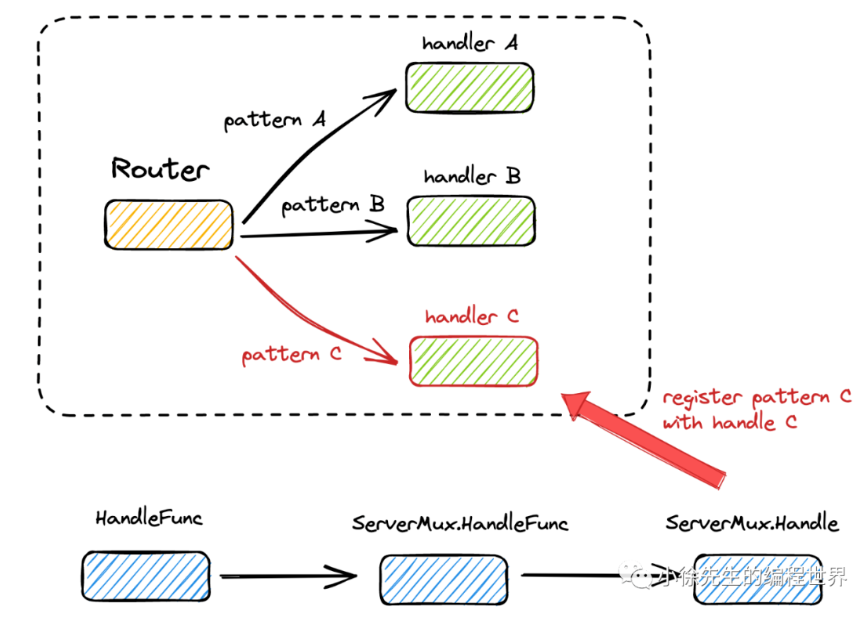 handler A
pattern A
Router
handler B
pattern B
handler C
pattern C
register pattern C
with handle C
HandleFunc
ServerMux.HandleFunc
ServerMux.Handle
小徐先生的编程世界